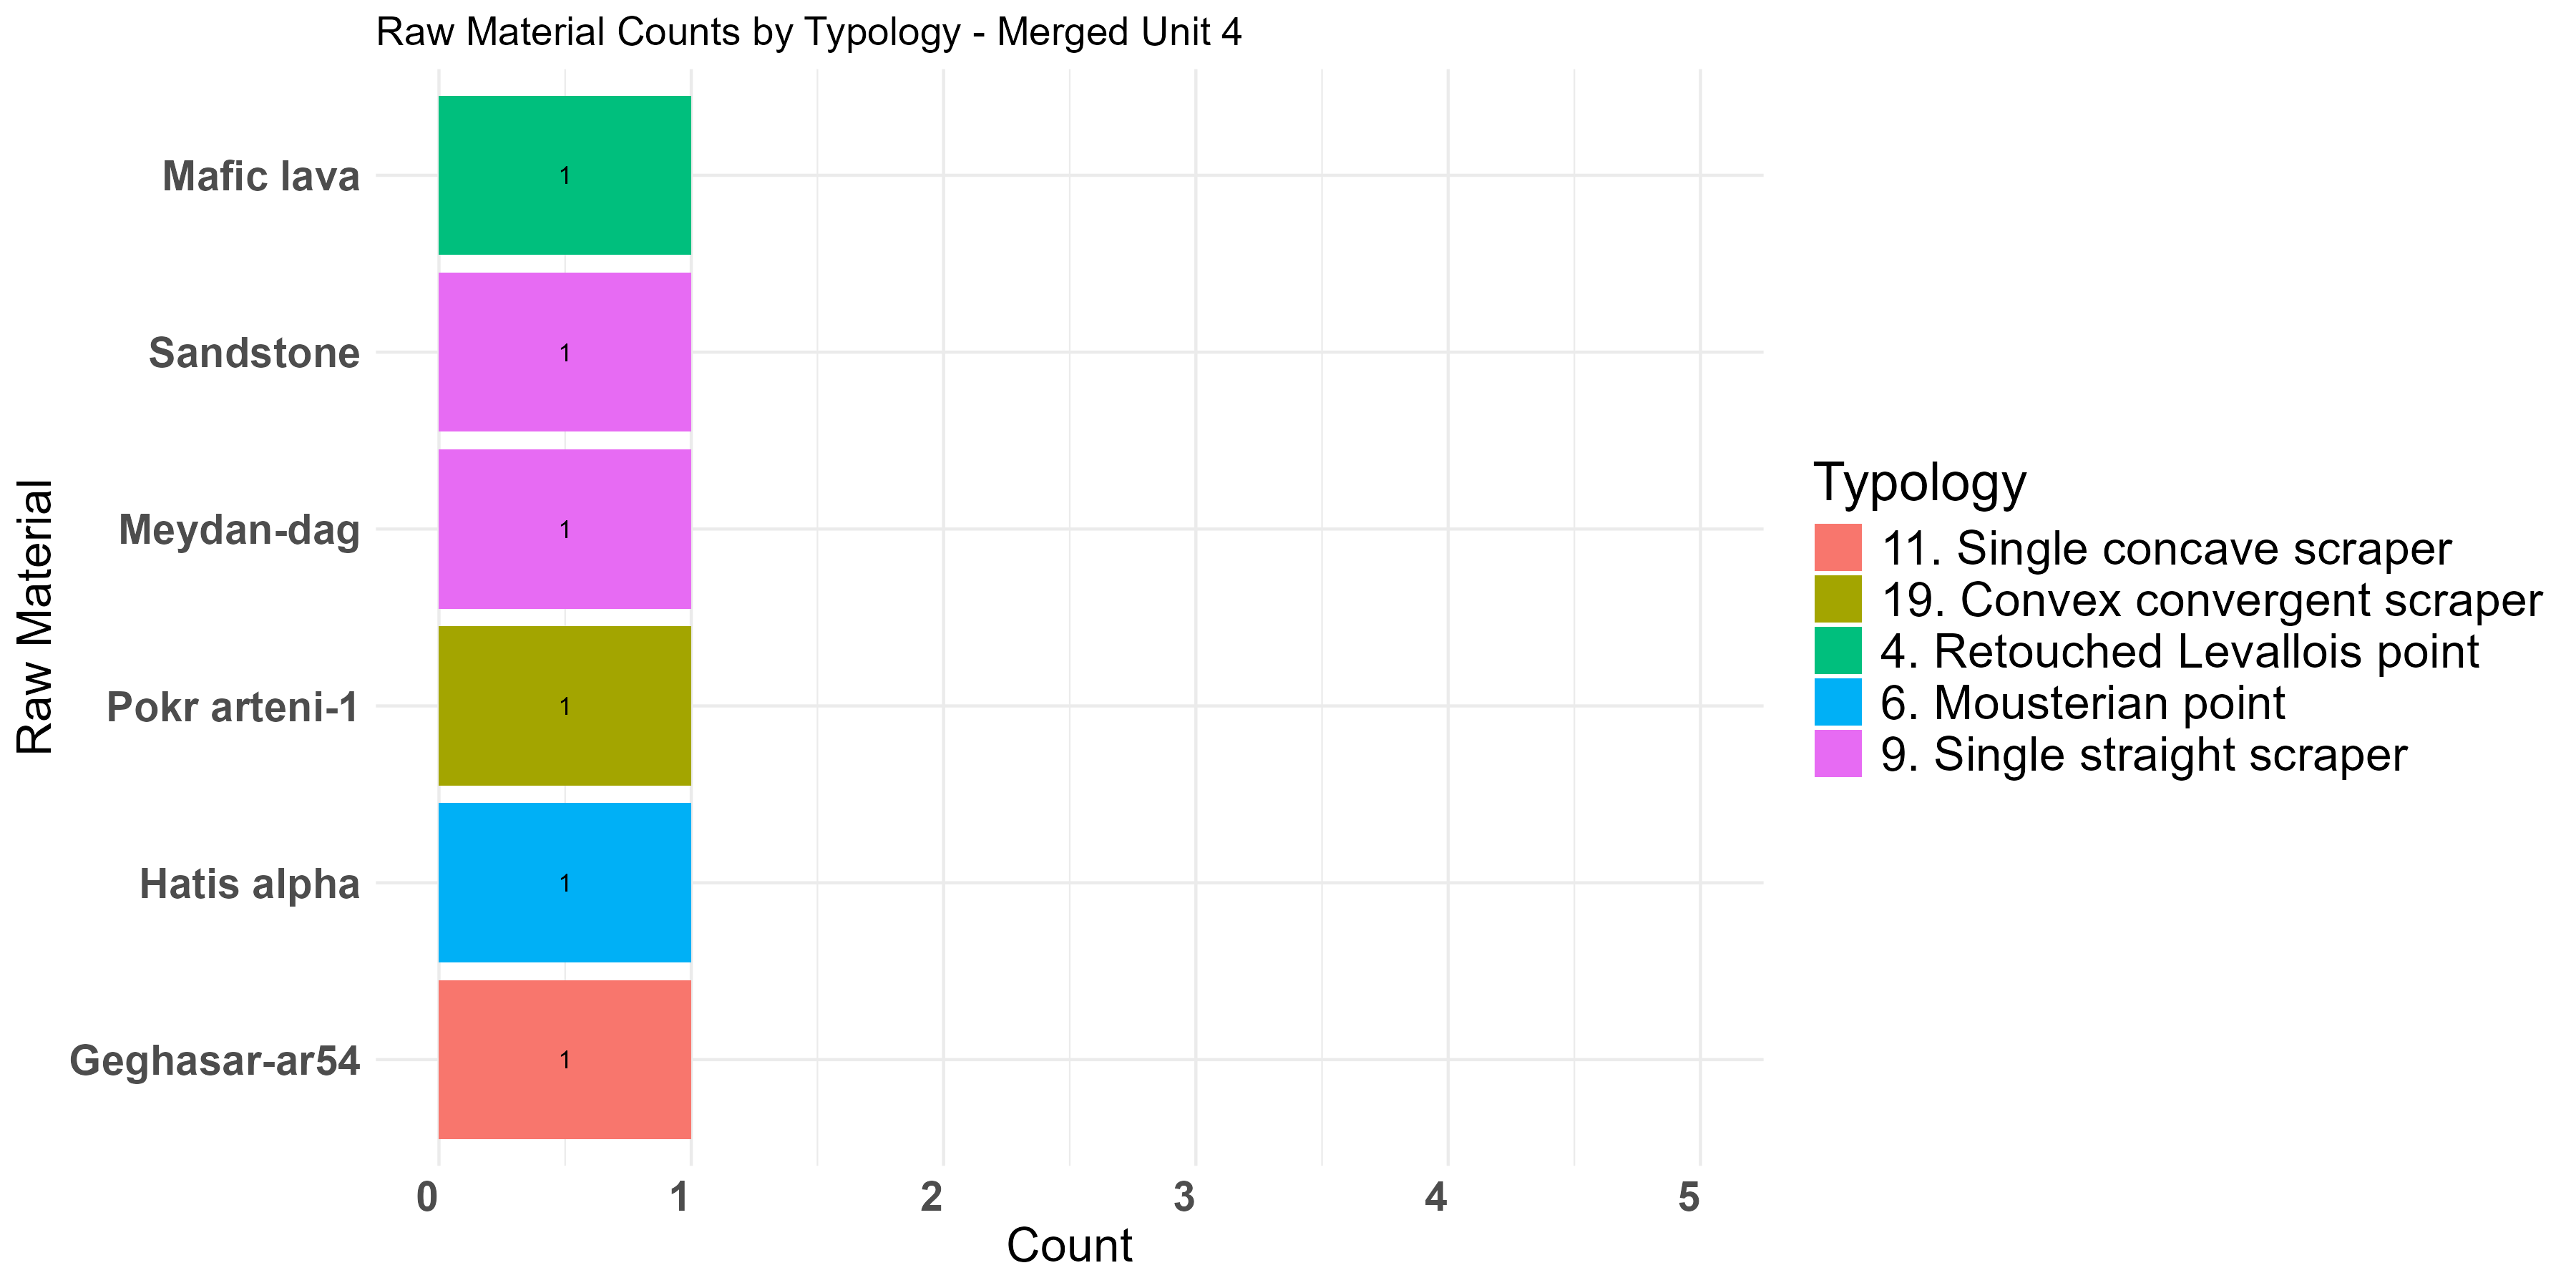 Raw Material Counts by Typology - Merged Unit 4
Raw Material
Mafic lava
1
Sandstone
1
Meydan-dag
1
Pokr arteni-1
1
Hatis alpha
1
Geghasar-ar54
1
0 1 2 3 4 5
Count
Typology
11. Single concave scraper
19. Convex convergent scraper
4. Retouched Levallois point
6. Mousterian point
9. Single straight scraper